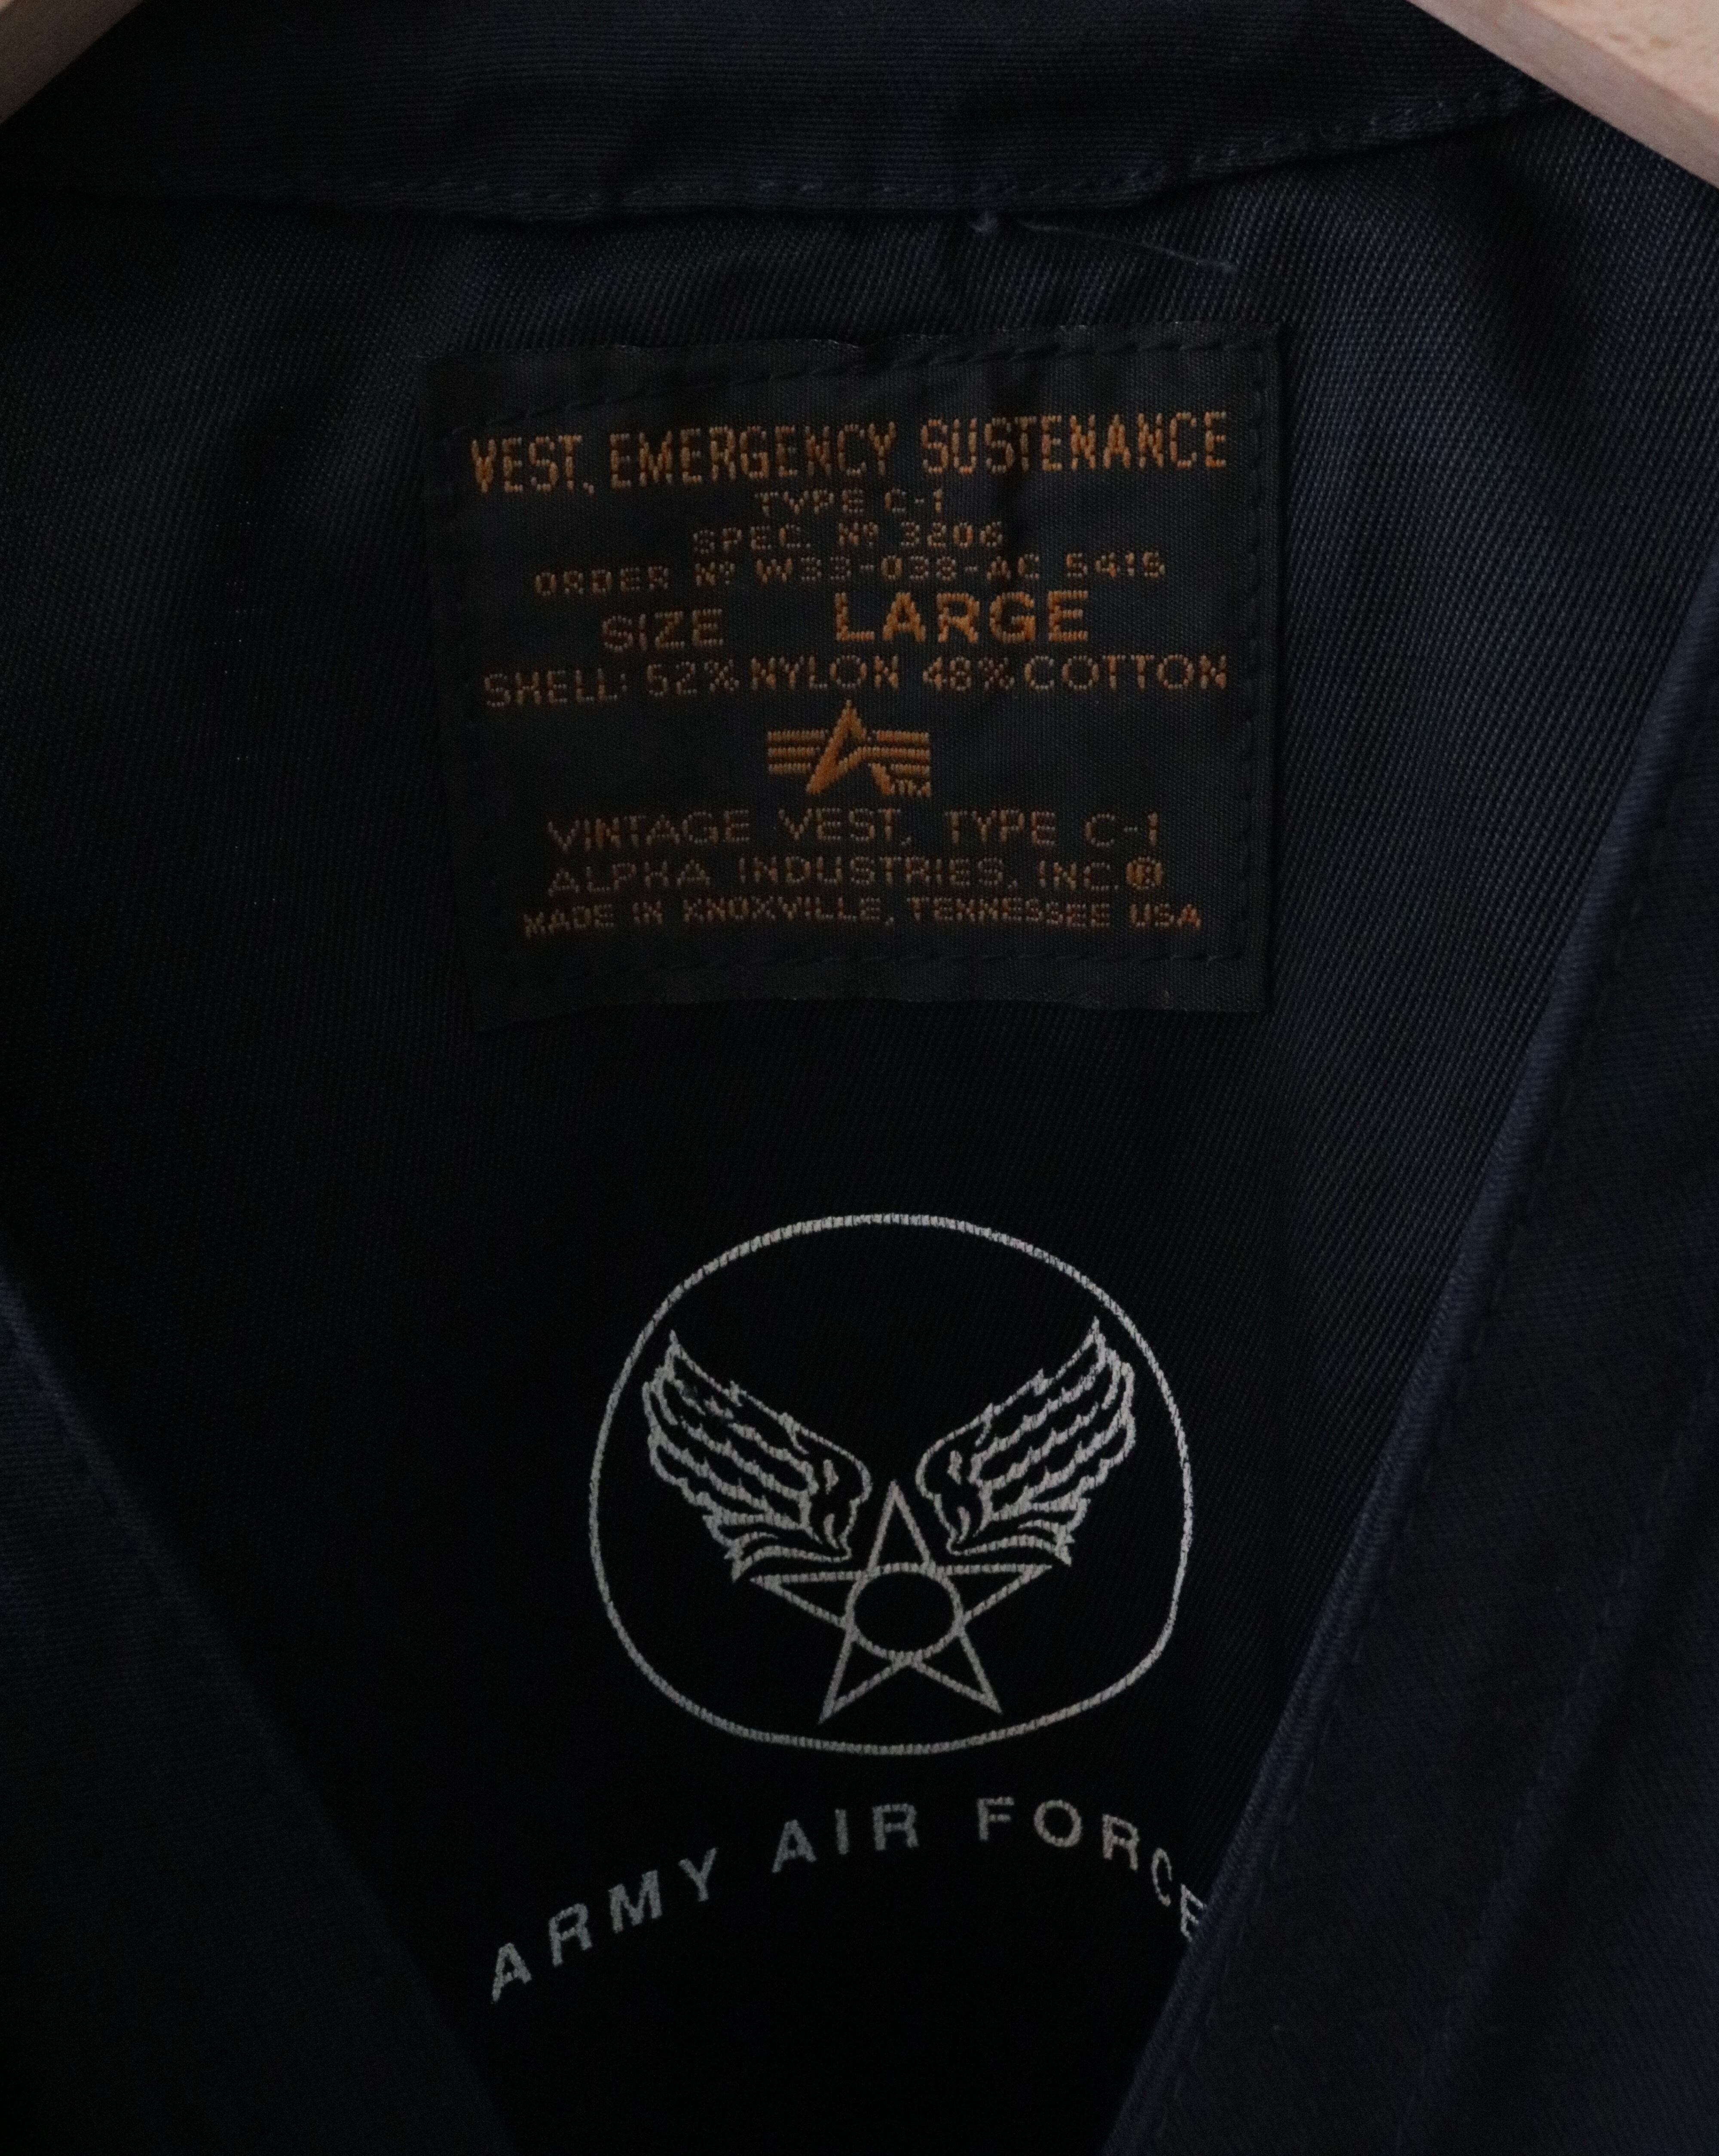 VEST, EMERGENCY SUSTENANCE
TYPE C-1
SPEC. Nº 3206
ORDER Nº W33-038-AC 5415
SIZE LARGE
SHELL: 52% NYLON 48% COTTON
TM
VINTAGE VEST, TYPE C-1
ALPHA INDUSTRIES, INC.®
MADE IN KNOXVILLE, TENNESSEE USA
ARMY AIR FORCE